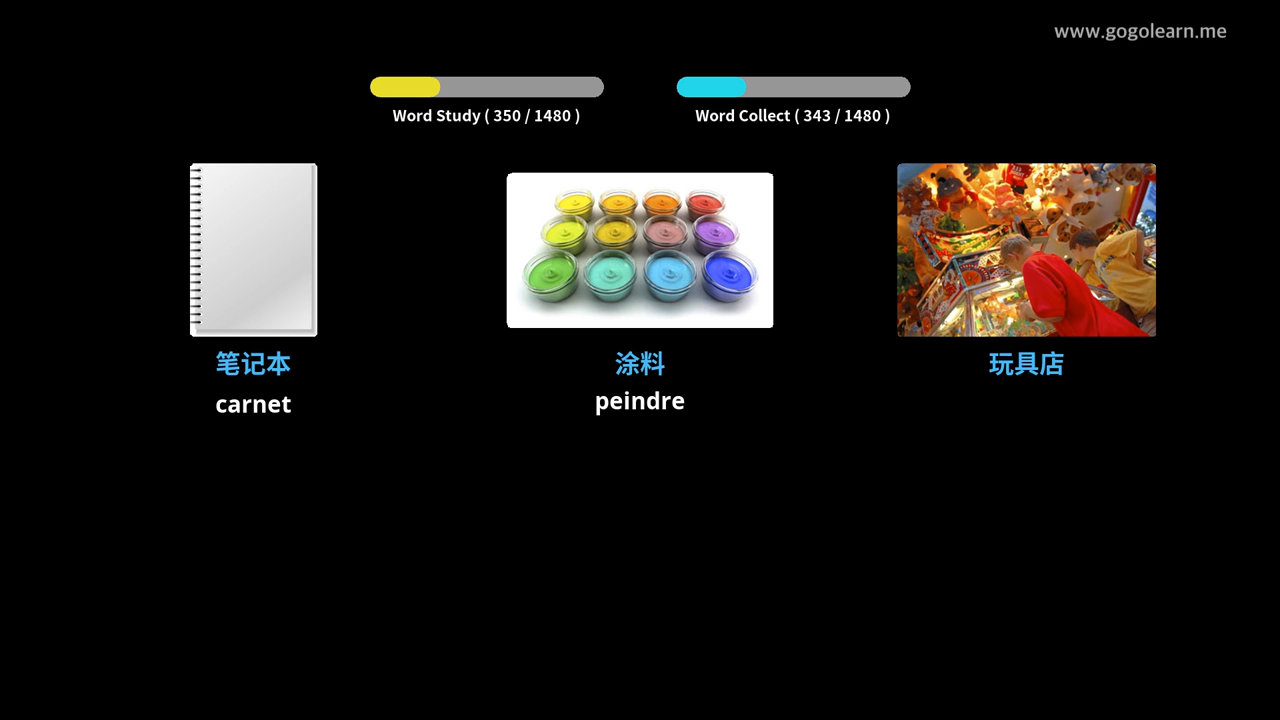 www.gogolearn.me
Word Study ( 350 / 1480 )
Word Collect ( 343 / 1480 )
笔记本
涂料
玩具店
carnet
peindre